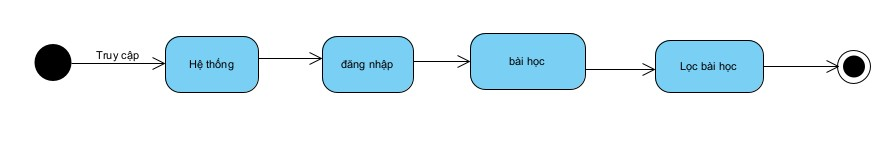 Truy cập
Hệ thống
đăng nhập
bài học
Lọc bài học